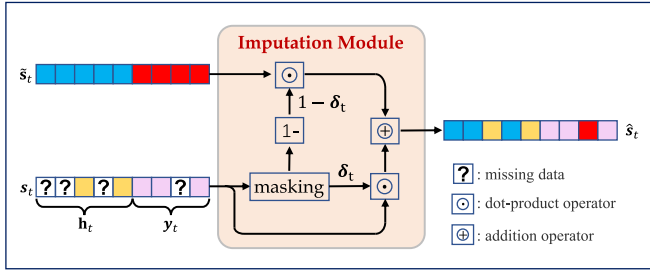 Imputation Module
s̃ₜ
⊙
1 − δₜ
1-
⊕
ŝₜ
sₜ
? ? ? ?
masking
δₜ
⊙
hₜ
yₜ
? : missing data
⊙ : dot-product operator
⊕ : addition operator